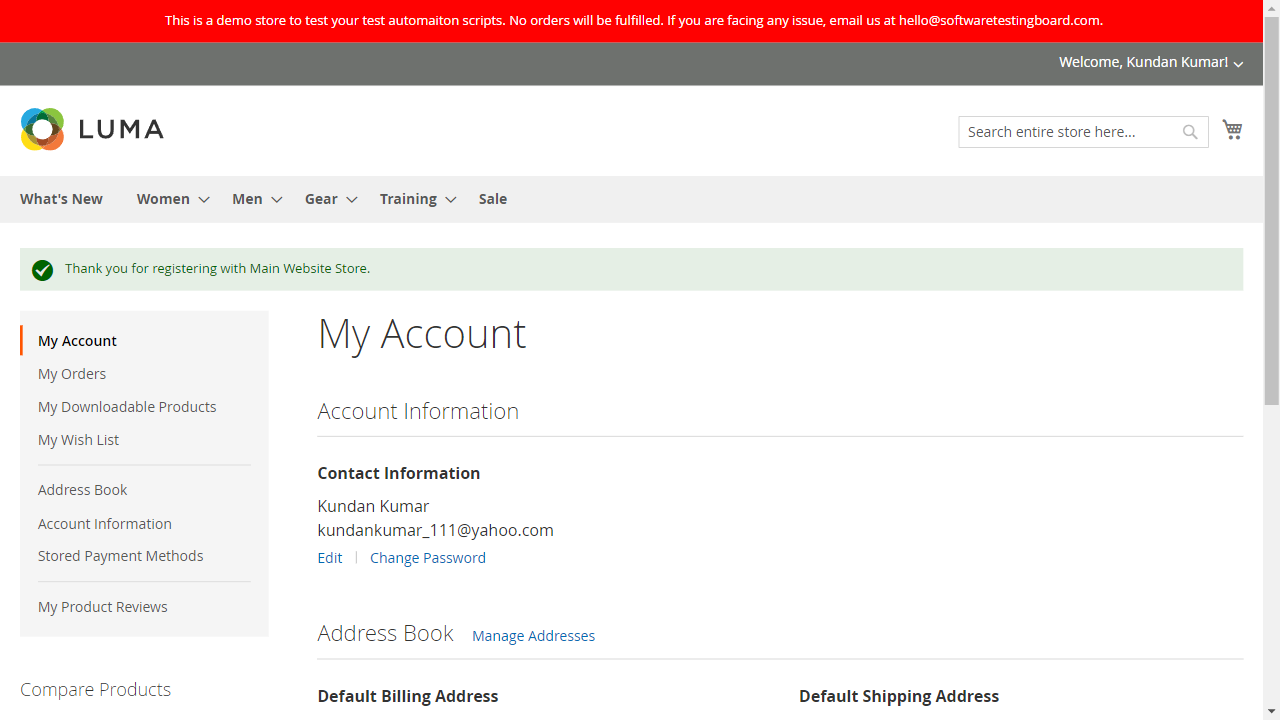 This is a demo store to test your test automaiton scripts. No orders will be fulfilled. If you are facing any issue, email us at hello@softwaretestingboard.com.
Welcome, Kundan Kumar!
LUMA
Search entire store here...
What's New Women Men Gear Training Sale
Thank you for registering with Main Website Store.
My Account
My Orders
My Downloadable Products
My Wish List
Address Book
Account Information
Stored Payment Methods
My Product Reviews
Compare Products
My Account
Account Information
Contact Information
Kundan Kumar
kundankumar_111@yahoo.com
Edit Change Password
Address Book Manage Addresses
Default Billing Address Default Shipping Address